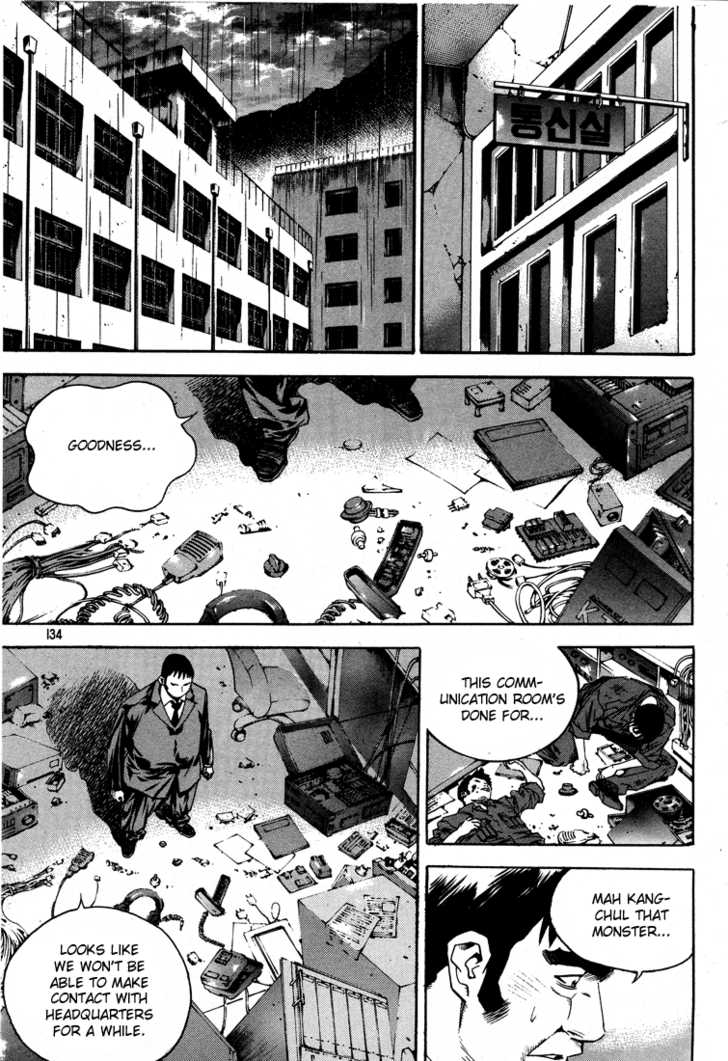 통신실
GOODNESS...
134
THIS COMM-
UNICATION ROOM'S
DONE FOR...
LOOKS LIKE
WE WON'T BE
ABLE TO MAKE
CONTACT WITH
HEADQUARTERS
FOR A WHILE.
MAH KANG-
CHUL THAT
MONSTER...